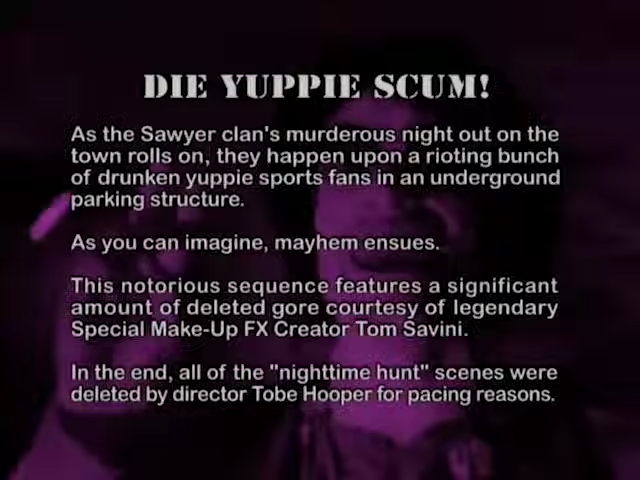 DIE YUPPIE SCUM!
As the Sawyer clan's murderous night out on the
town rolls on, they happen upon a rioting bunch
of drunken yuppie sports fans in an underground
parking structure.
As you can imagine, mayhem ensues.
This notorious sequence features a significant
amount of deleted gore courtesy of legendary
Special Make-Up FX Creator Tom Savini.
In the end, all of the "nighttime hunt" scenes were
deleted by director Tobe Hooper for pacing reasons.